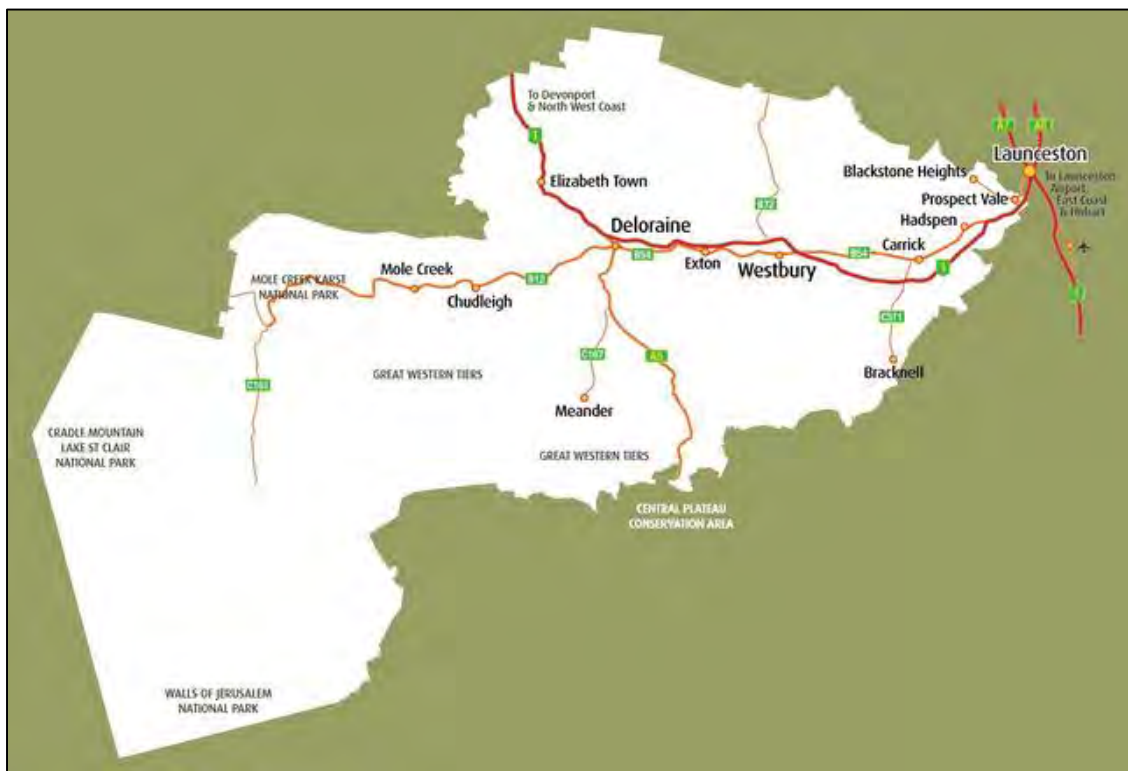 To Devonport
& North West Coast
1
Elizabeth Town
Deloraine
B54
Exton
Westbury
B54
Carrick
Hadspen
Prospect Vale
Blackstone Heights
Launceston
To Launceston
Airport,
East Coast
& Hobart
1
B72
Mole Creek
Chudleigh
B12
MOLE CREEK KARST
NATIONAL PARK
GREAT WESTERN TIERS
C167
A5
Meander
Bracknell
GREAT WESTERN TIERS
CRADLE MOUNTAIN
LAKE ST CLAIR
NATIONAL PARK
CENTRAL PLATEAU
CONSERVATION AREA
WALLS OF JERUSALEM
NATIONAL PARK